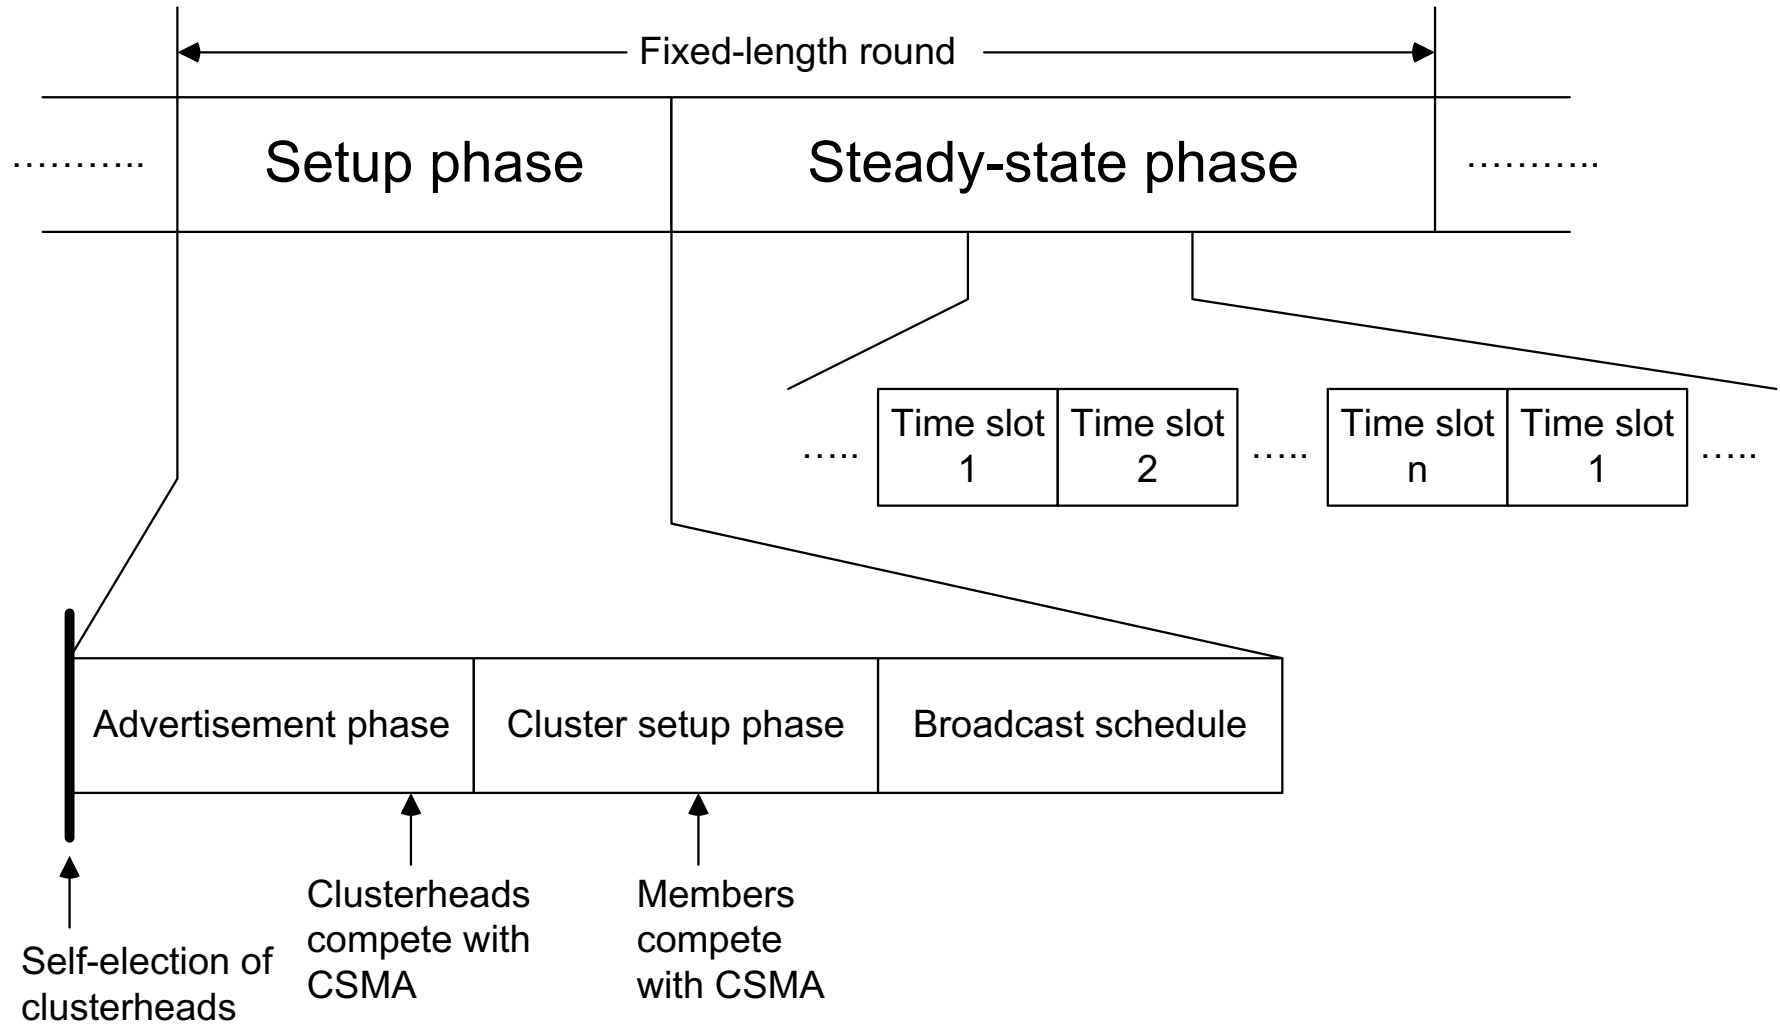 Fixed-length round
……….. Setup phase Steady-state phase ………..
Time slot Time slot Time slot Time slot
….. 1 2 ….. n 1 …..
Advertisement phase Cluster setup phase Broadcast schedule
Clusterheads
compete with
CSMA
Members
compete
with CSMA
Self-election of
clusterheads